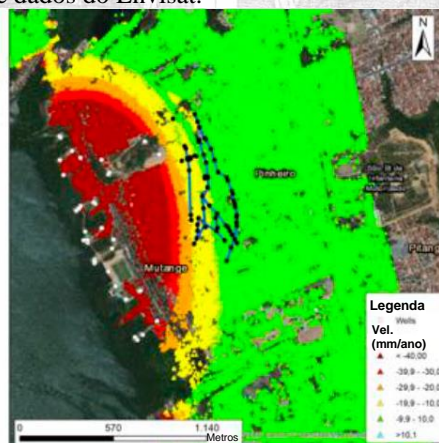 e dados do Envisat.
N
Pinheiro
Mutange
Pitang
Legenda
Wells
Vel.
(mm/ano)
< -40,00
-39,9 - -30,0
-29,9 - -20,0
-19,9 - -10,0
-9,9 - 10,0
>10,1
0 570 1.140
Metros